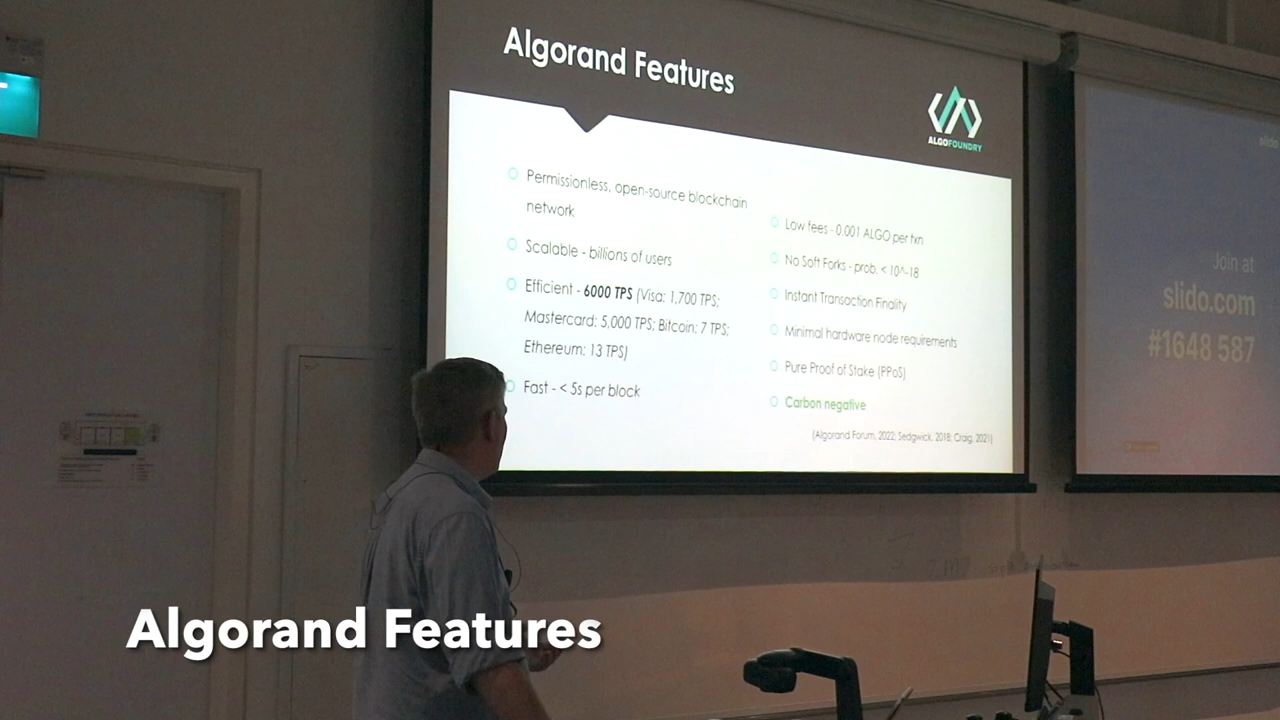 Algorand Features
ALGOFOUNDRY
Permissionless, open-source blockchain
network
Scalable - billions of users
Efficient - 6000 TPS (Visa: 1,700 TPS;
Mastercard: 5,000 TPS; Bitcoin: 7 TPS;
Ethereum: 13 TPS)
Fast - < 5s per block
Low fees - 0.001 ALGO per txn
No Soft Forks - prob. < 10^-18
Instant Transaction Finality
Minimal hardware node requirements
Pure Proof of Stake (PPoS)
Carbon negative
(Algorand Forum, 2022; Sedgwick, 2018; Craig, 2021)
slido
Join at
slido.com
#1648 587
Algorand Features